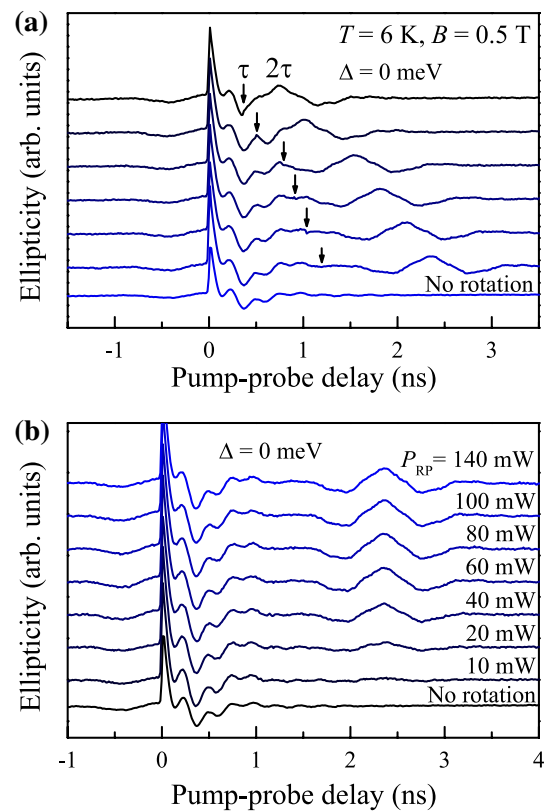 (a)
T = 6 K, B = 0.5 T
Δ = 0 meV
τ 2τ
Ellipticity (arb. units)
No rotation
-1 0 1 2 3
Pump-probe delay (ns)
(b)
Δ = 0 meV
P_RP = 140 mW
100 mW
80 mW
60 mW
40 mW
20 mW
10 mW
No rotation
Ellipticity (arb. units)
-1 0 1 2 3 4
Pump-probe delay (ns)